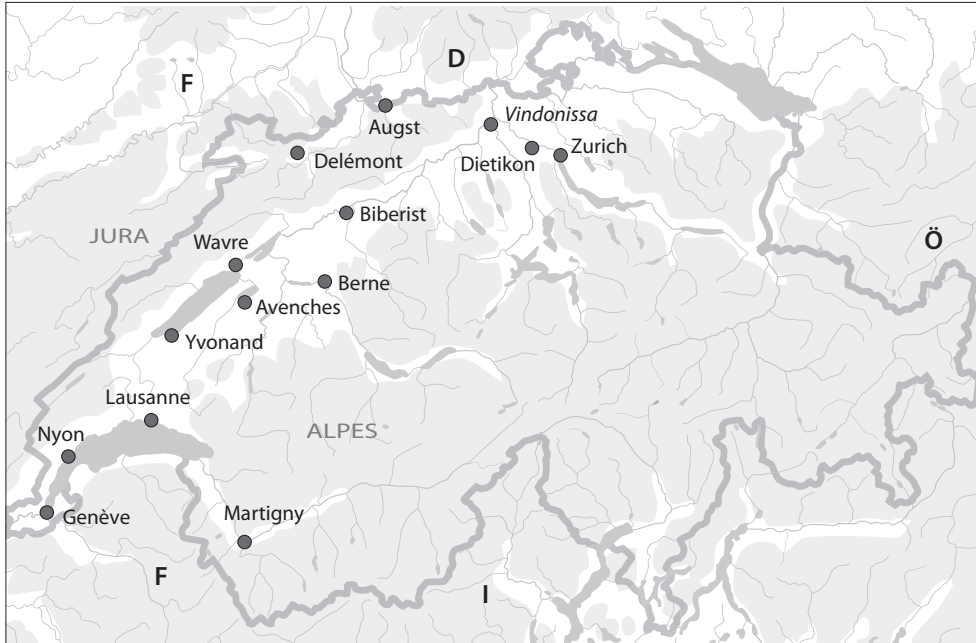 F
D
Augst
Vindonissa
Delémont
Dietikon
Zurich
Biberist
JURA
Wavre
Ö
Berne
Avenches
Yvonand
Lausanne
ALPES
Nyon
Genève
Martigny
F
I